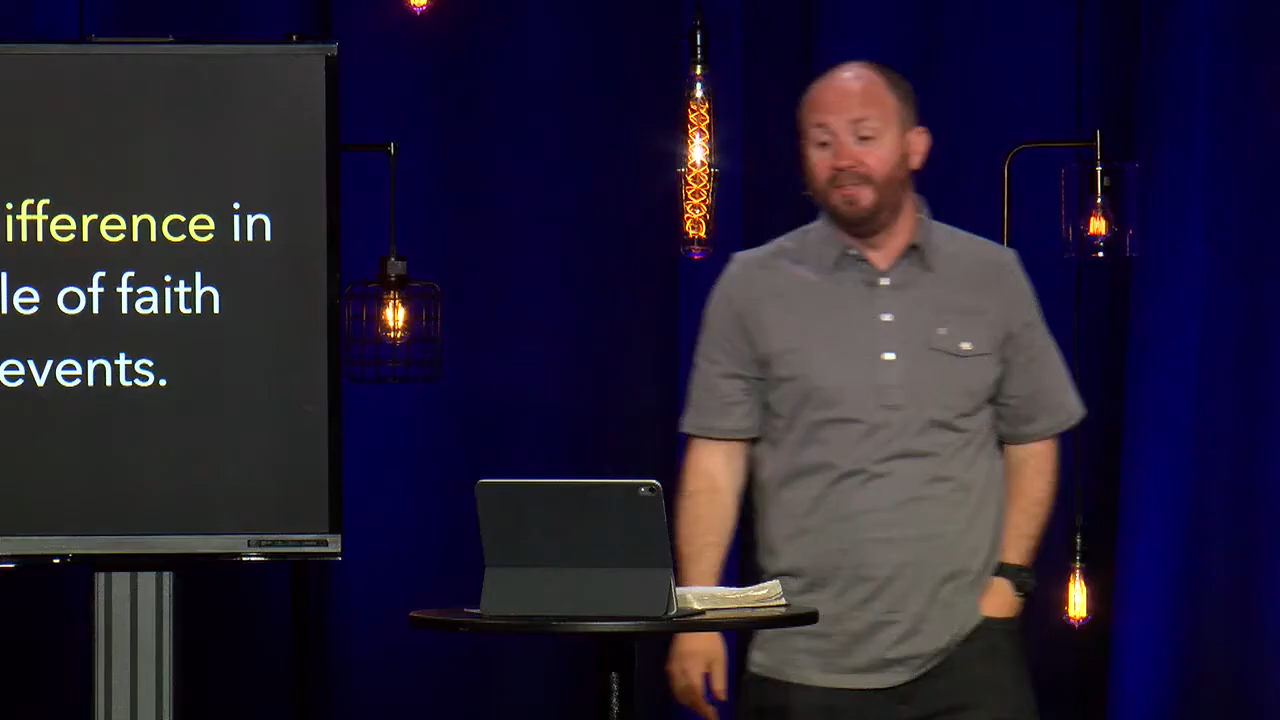 ifference in
le of faith
events.